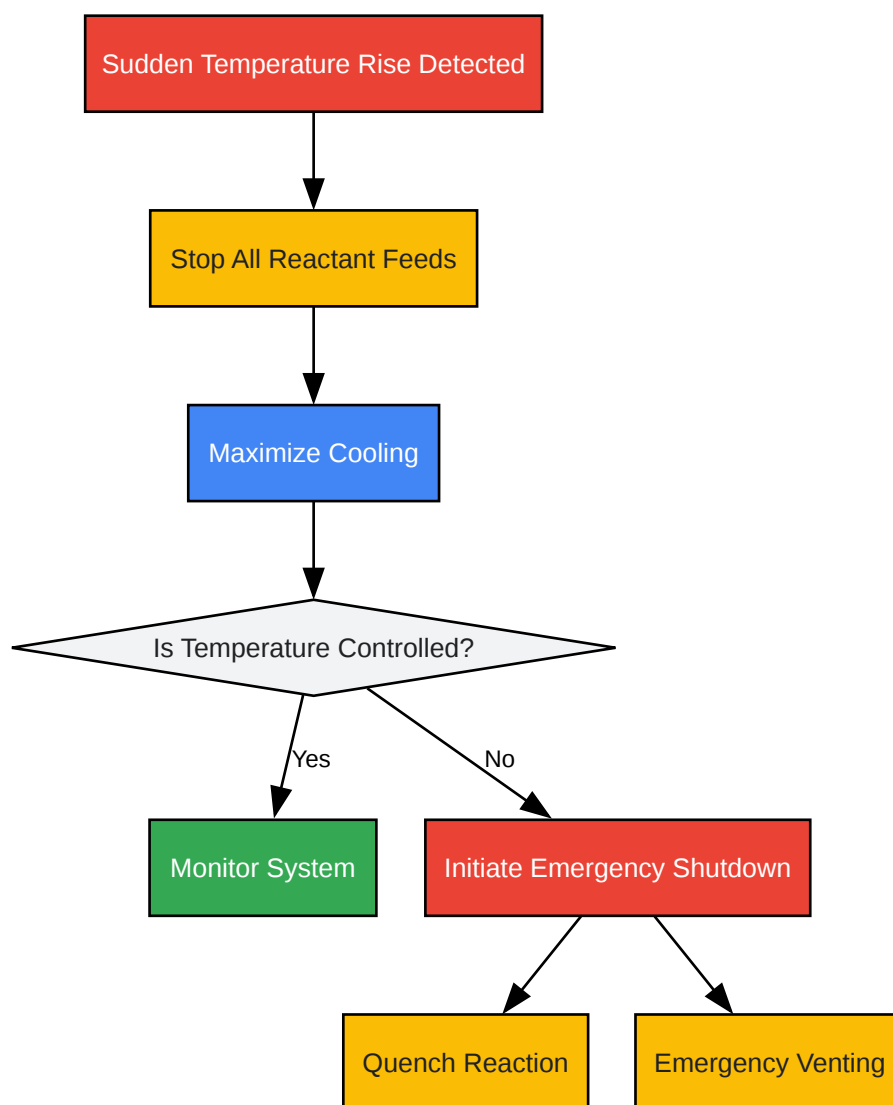 Sudden Temperature Rise Detected
Stop All Reactant Feeds
Maximize Cooling
Is Temperature Controlled?
Yes
No
Monitor System
Initiate Emergency Shutdown
Quench Reaction
Emergency Venting